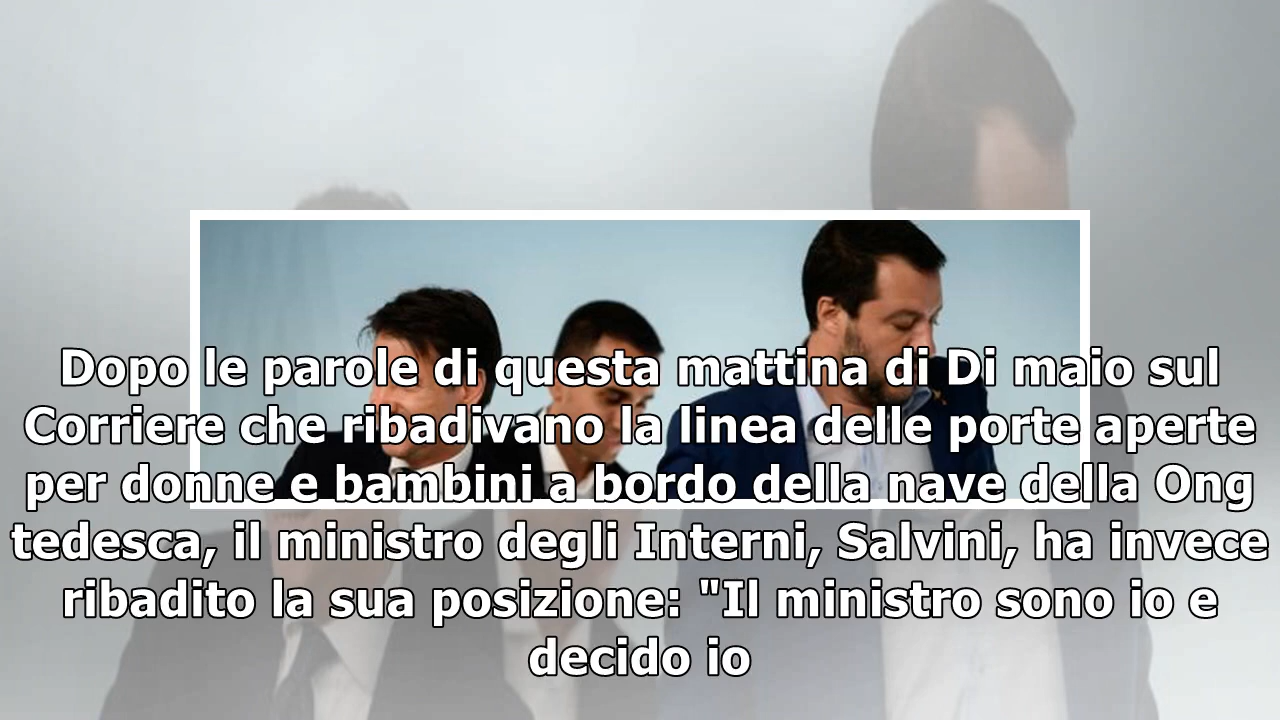 Dopo le parole di questa mattina di Di maio sul
Corriere che ribadivano la linea delle porte aperte
per donne e bambini a bordo della nave della Ong
tedesca, il ministro degli Interni, Salvini, ha invece
ribadito la sua posizione: "Il ministro sono io e
decido io